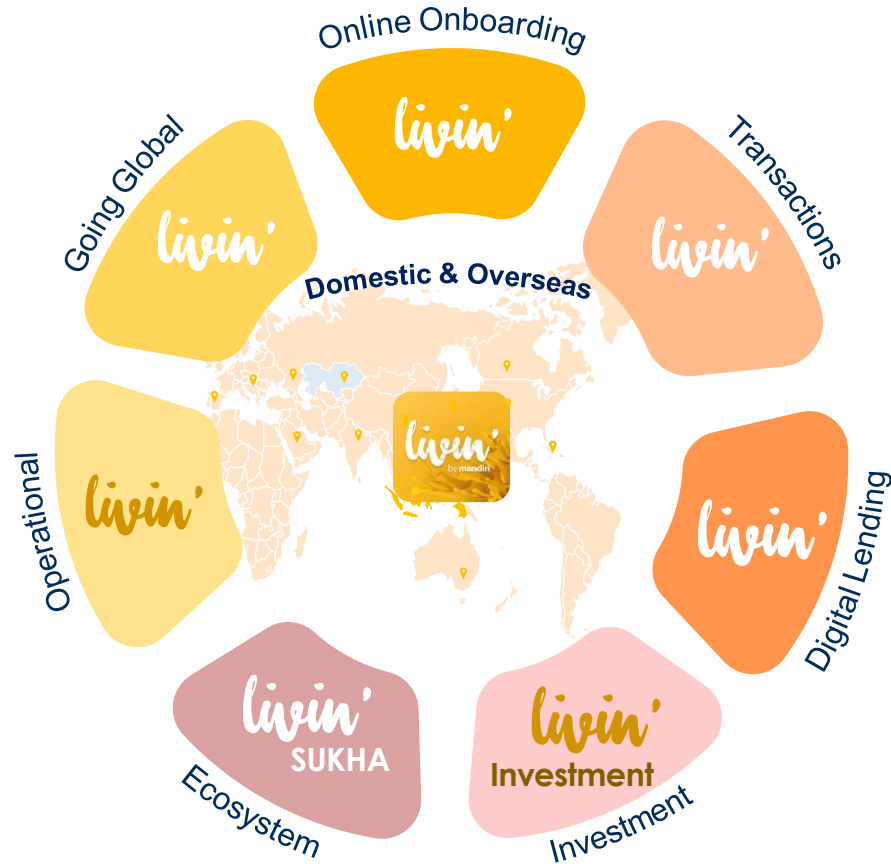 Online Onboarding
livin'
Transactions
livin'
Digital Lending
livin'
Investment
livin'
Investment
Ecosystem
livin'
SUKHA
Operational
livin'
Going Global
livin'
Domestic & Overseas
livin'
by mandiri